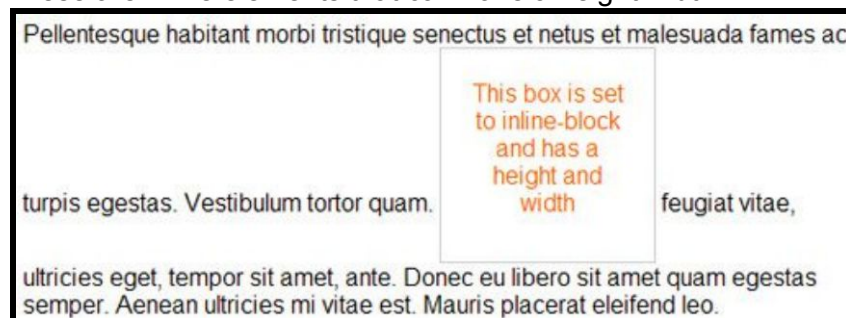 Pellentesque habitant morbi tristique senectus et netus et malesuada fames ac
This box is set
to inline-block
and has a
height and
width
turpis egestas. Vestibulum tortor quam. feugiat vitae,
ultricies eget, tempor sit amet, ante. Donec eu libero sit amet quam egestas
semper. Aenean ultricies mi vitae est. Mauris placerat eleifend leo.